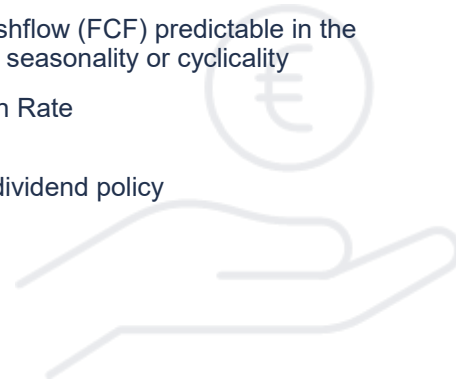 shflow (FCF) predictable in the
seasonality or cyclicality
n Rate
dividend policy
€